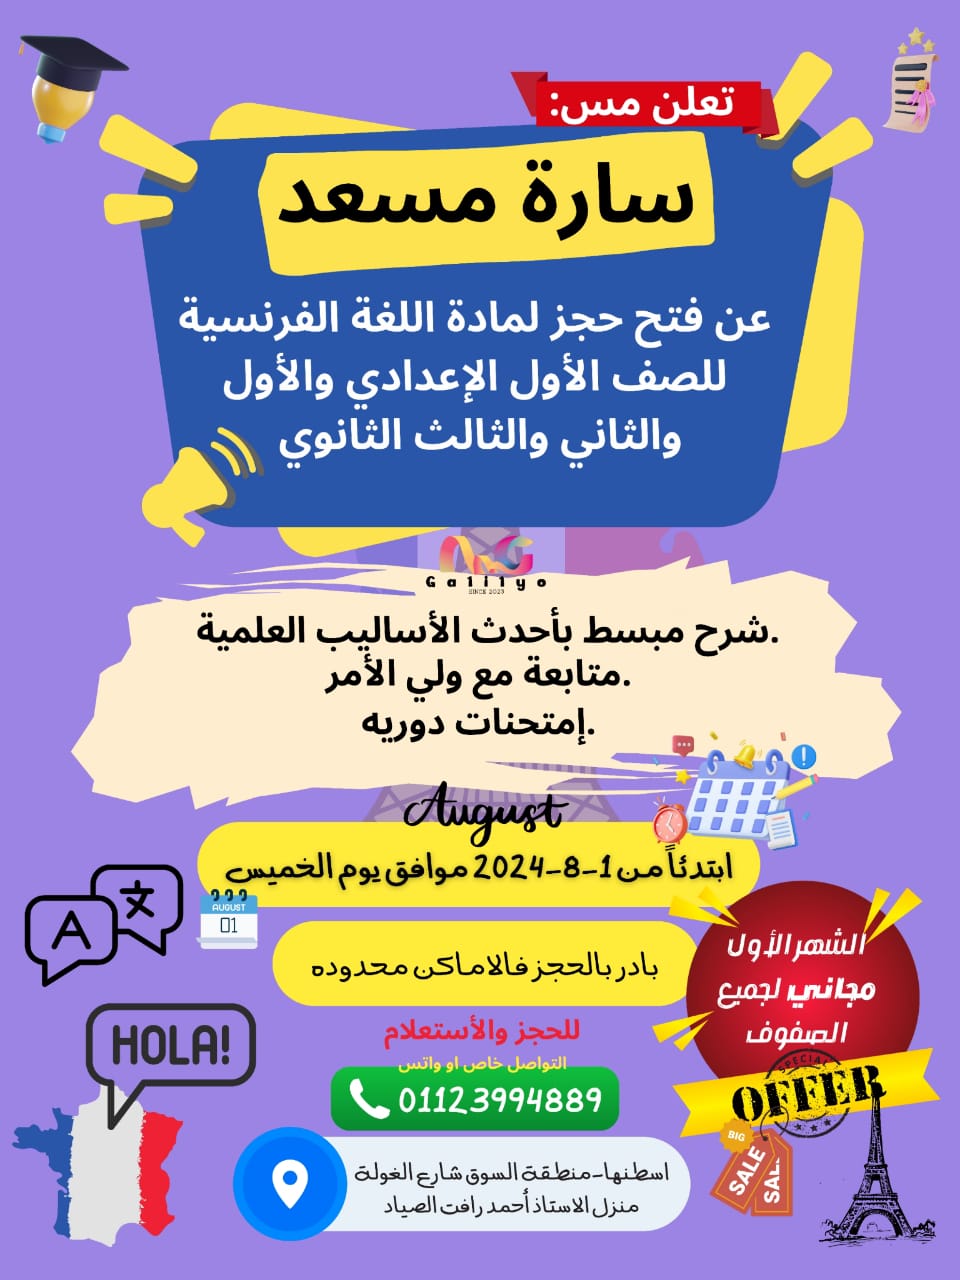 تعلن مس:
سارة مسعد
عن فتح حجز لمادة اللغة الفرنسية
للصف الأول الإعدادي والأول
والثاني والثالث الثانوي
Galilyo
SINCE 2023
.شرح مبسط بأحدث الأساليب العلمية
.متابعة مع ولي الأمر
.إمتحنات دوريه
August
ابتدئاً من 1-8-2024 موافق يوم الخميس
A
文
AUGUST
01
بادر بالحجز فالاماكن محدوده
الشهر الأول
مجاني لجميع
الصفوف
SPECIAL
OFFER
BIG
SALE
SALE
للحجز والأستعلام
التواصل خاص او واتس
01123994889
HOLA!
اسطنها-منطقة السوق شارع الغولة
منزل الاستاذ أحمد رافت الصياد